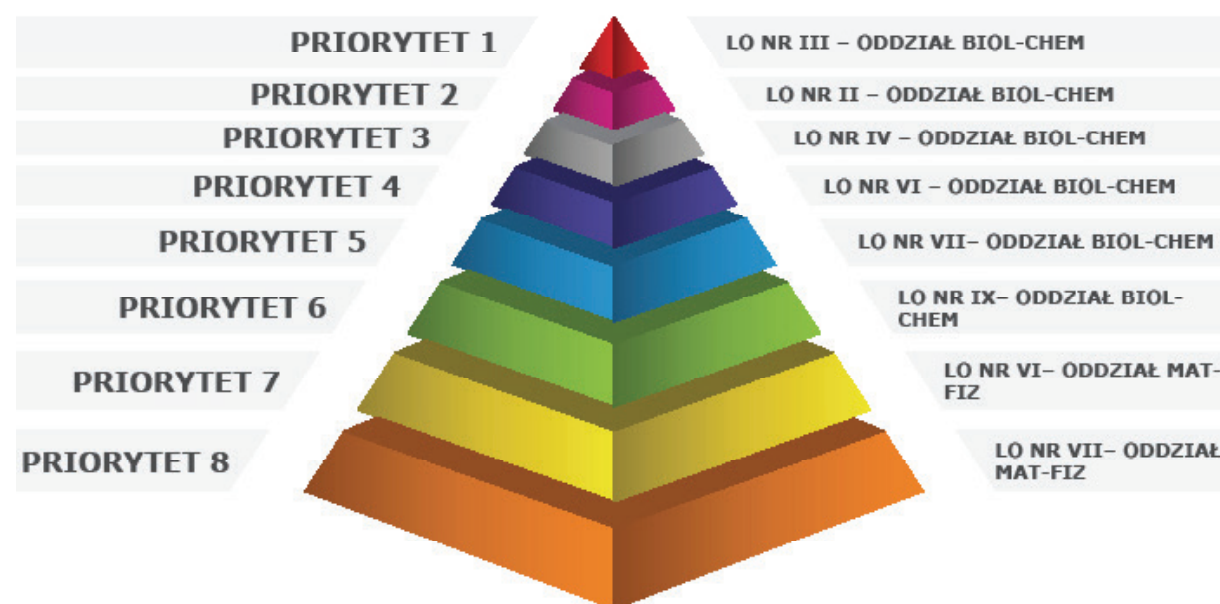 PRIORYTET 1
LO NR III – ODDZIAŁ BIOL-CHEM
PRIORYTET 2
LO NR II – ODDZIAŁ BIOL-CHEM
PRIORYTET 3
LO NR IV – ODDZIAŁ BIOL-CHEM
PRIORYTET 4
LO NR VI – ODDZIAŁ BIOL-CHEM
PRIORYTET 5
LO NR VII– ODDZIAŁ BIOL-CHEM
PRIORYTET 6
LO NR IX– ODDZIAŁ BIOL-
CHEM
PRIORYTET 7
LO NR VI– ODDZIAŁ MAT-
FIZ
PRIORYTET 8
LO NR VII– ODDZIAŁ
MAT-FIZ